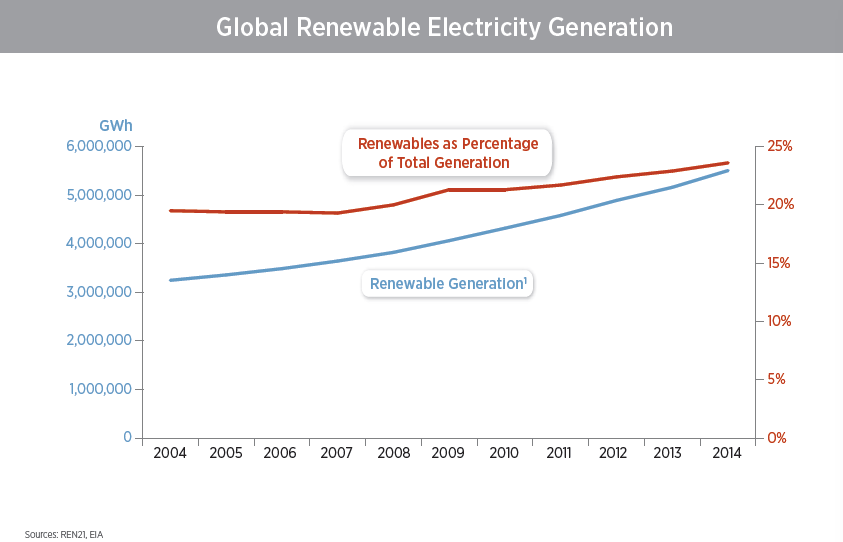 Global Renewable Electricity Generation
GWh
6,000,000
5,000,000
4,000,000
3,000,000
2,000,000
1,000,000
0
Renewables as Percentage
of Total Generation
Renewable Generation¹
25%
20%
15%
10%
5%
0%
2004 2005 2006 2007 2008 2009 2010 2011 2012 2013 2014
Sources: REN21, EIA